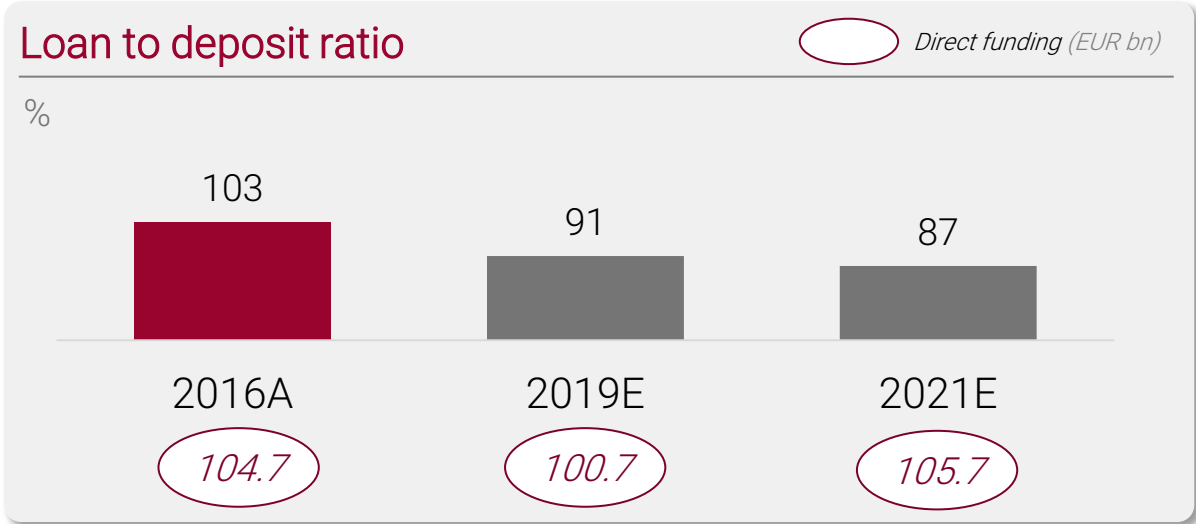 Loan to deposit ratio
Direct funding (EUR bn)
%
103
91
87
2016A
2019E
2021E
104.7
100.7
105.7